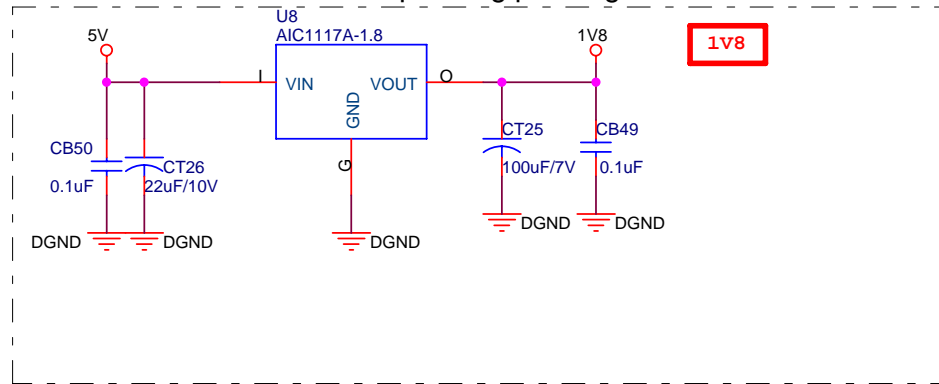 U8
AIC1117A-1.8
5V
1V8
1V8
I
VIN
VOUT
O
GND
G
CB50
0.1uF
CT26
22uF/10V
CT25
100uF/7V
CB49
0.1uF
DGND
DGND
DGND
DGND
DGND